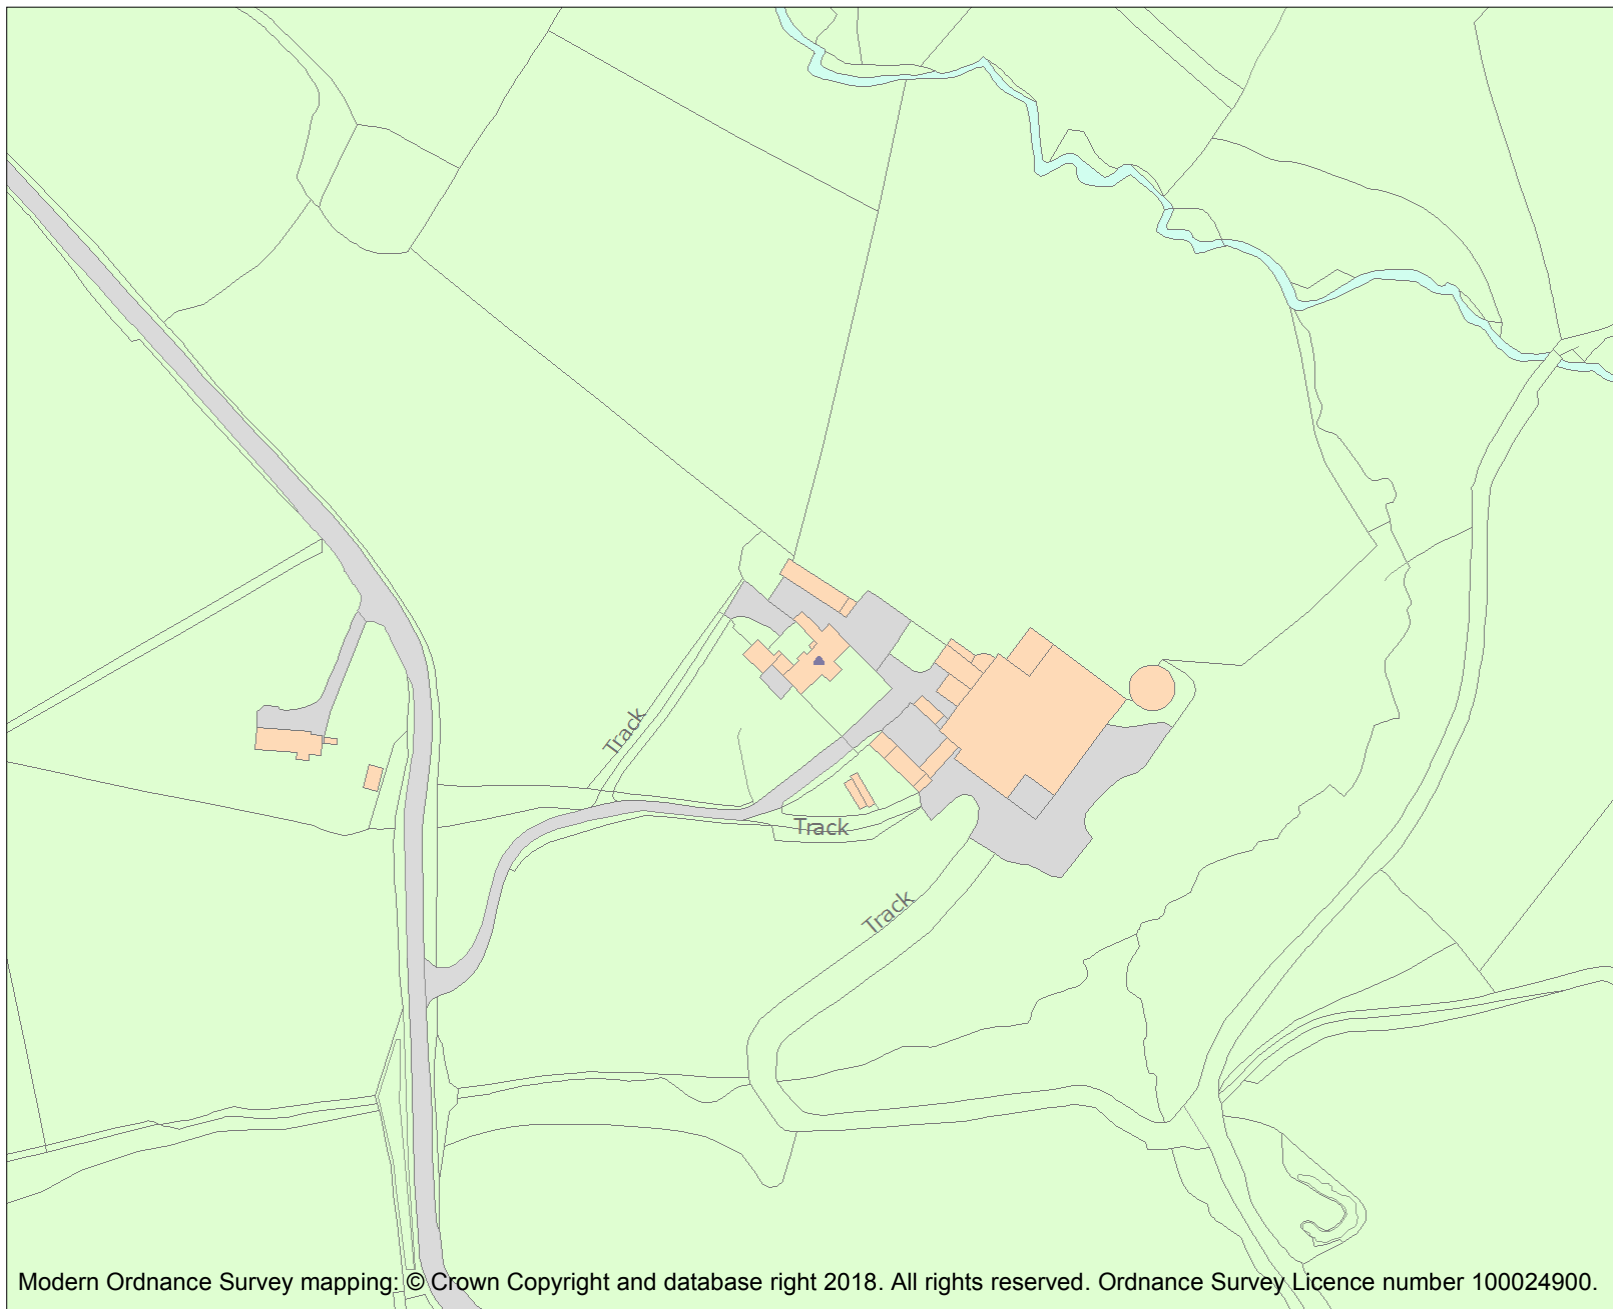 Track
Track
Track
Modern Ordnance Survey mapping: © Crown Copyright and database right 2018. All rights reserved. Ordnance Survey Licence number 100024900.